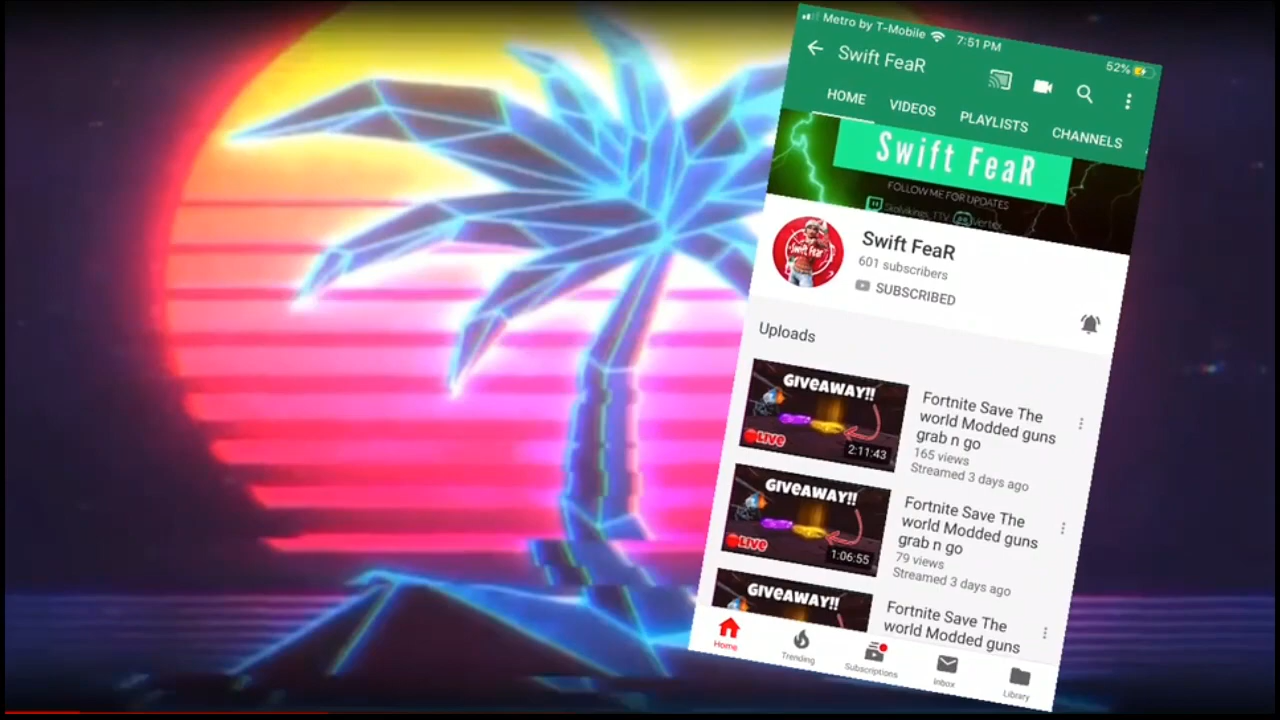 Metro by T-Mobile 7:51 PM 52%
Swift FeaR
HOME VIDEOS PLAYLISTS CHANNELS
Swift FeaR
FOLLOW ME FOR UPDATES
Skolvikings_TTV vertex
Swift Fear
Swift FeaR
601 subscribers
SUBSCRIBED
Uploads
GIVEAWAY!!
LIVE
2:11:43
Fortnite Save The
world Modded guns
grab n go
165 views
Streamed 3 days ago
GIVEAWAY!!
LIVE
1:06:55
Fortnite Save The
world Modded guns
grab n go
79 views
Streamed 3 days ago
GIVEAWAY!!
Fortnite Save The
world Modded guns
Home Trending Subscriptions Inbox Library